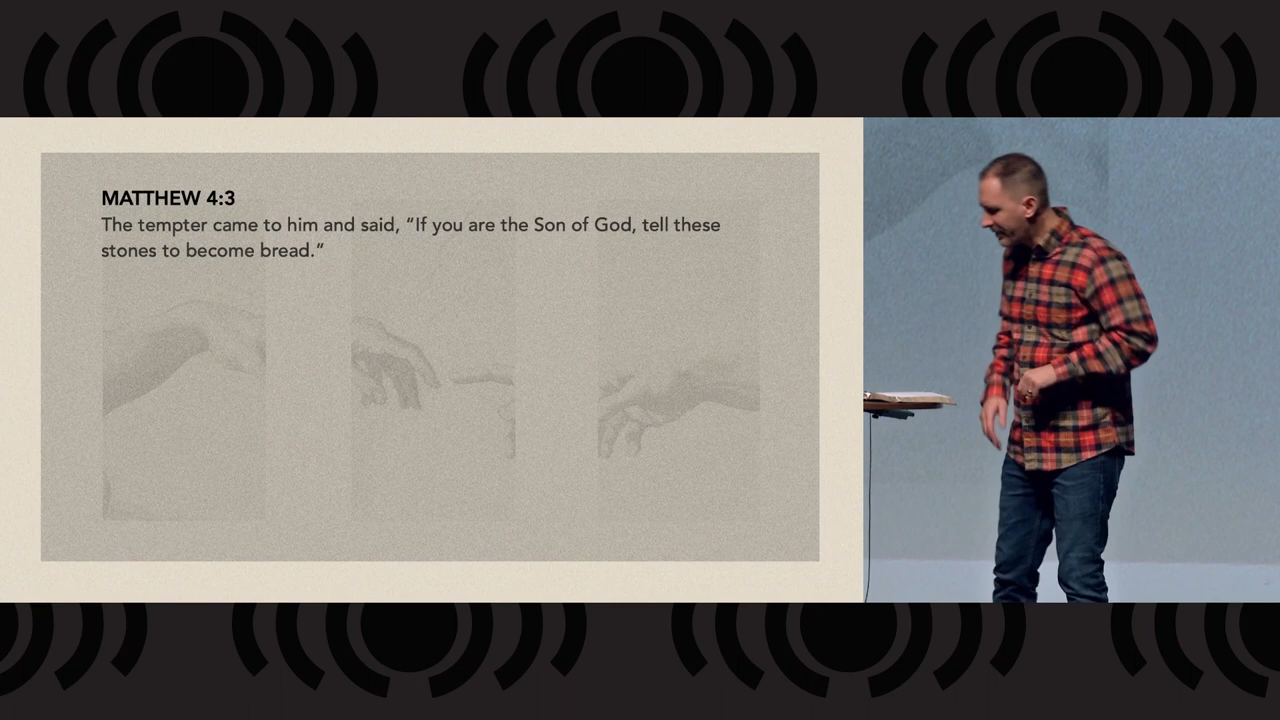 MATTHEW 4:3
The tempter came to him and said, “If you are the Son of God, tell these
stones to become bread.”